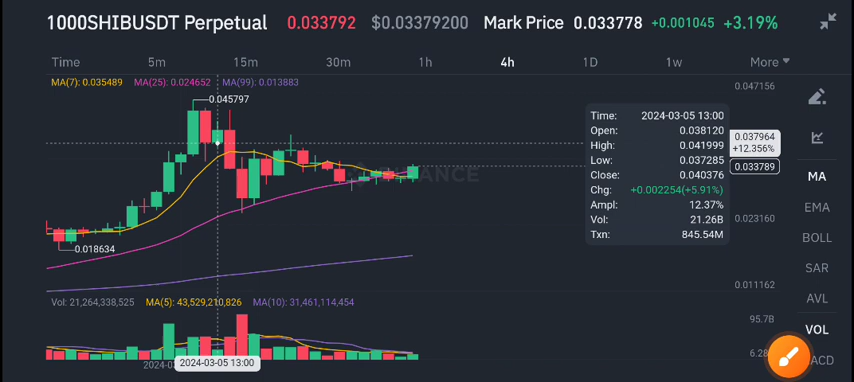 1000SHIBUSDT Perpetual 0.033792 $0.03379200 Mark Price 0.033778 +0.001045 +3.19%
Time 5m 15m 30m 1h 4h 1D 1w More
MA(7): 0.035489 MA(25): 0.024652 MA(99): 0.013883
0.047156
0.045797
Time: 2024-03-05 13:00
Open: 0.038120
High: 0.041999
Low: 0.037285
Close: 0.040376
Chg: +0.002254(+5.91%)
Ampl: 12.37%
Vol: 21.26B
Txn: 845.54M
0.037964
+12.356%
0.033789
BINANCE
0.023160
0.018634
0.011162
MA
EMA
BOLL
SAR
AVL
VOL
Vol: 21,264,338,525 MA(5): 43,529,210,826 MA(10): 31,461,114,454
95.7B
2024-03-05 13:00